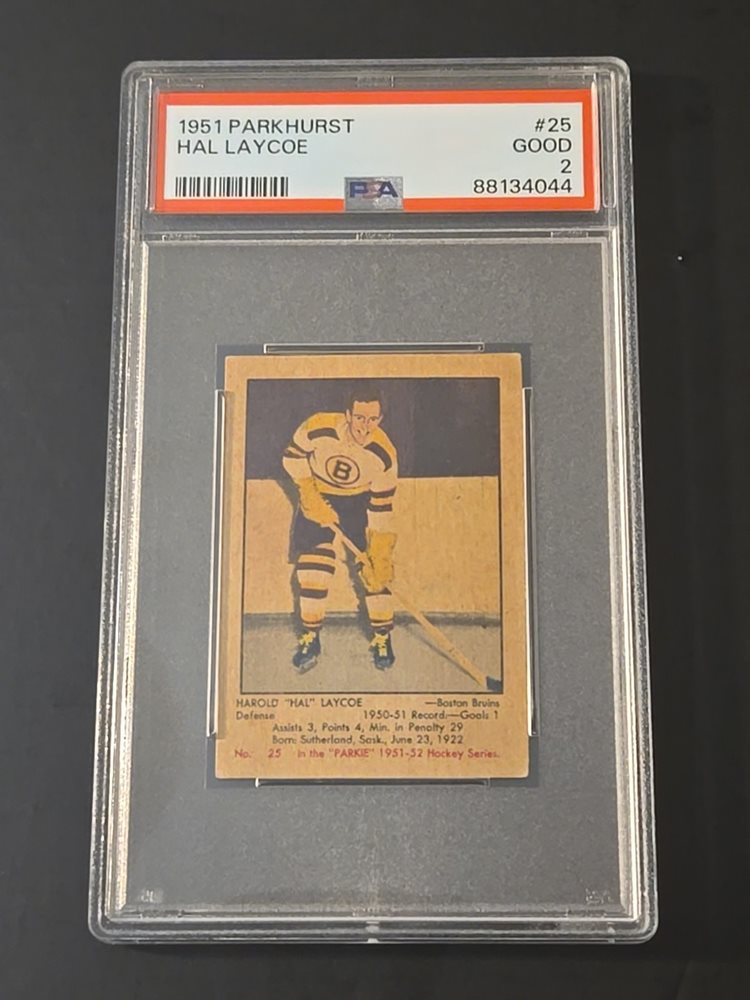 1951 PARKHURST #25
HAL LAYCOE GOOD
2
88134044
PSA
B
HAROLD "HAL" LAYCOE —Boston Bruins
Defense 1950-51 Record:—Goals 1
Assists 3, Points 4, Min. in Penalty 29
Born: Sutherland, Sask., June 23, 1922
No. 25 in the "PARKIE" 1951-52 Hockey Series.